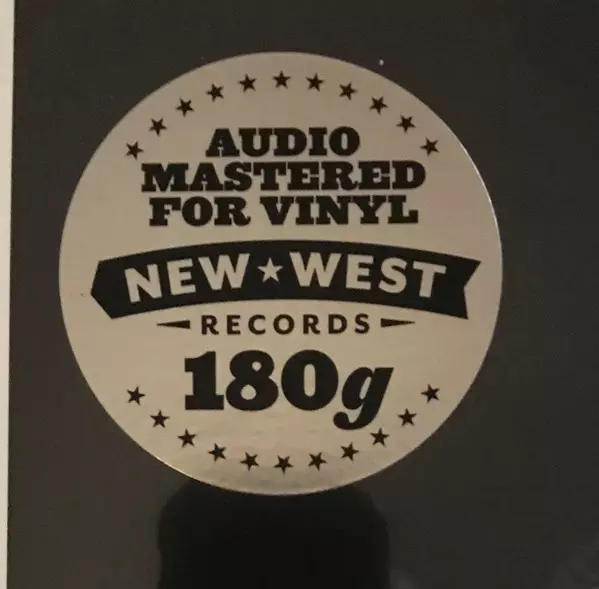 AUDIO
MASTERED
FOR VINYL
NEW★WEST
RECORDS
180g